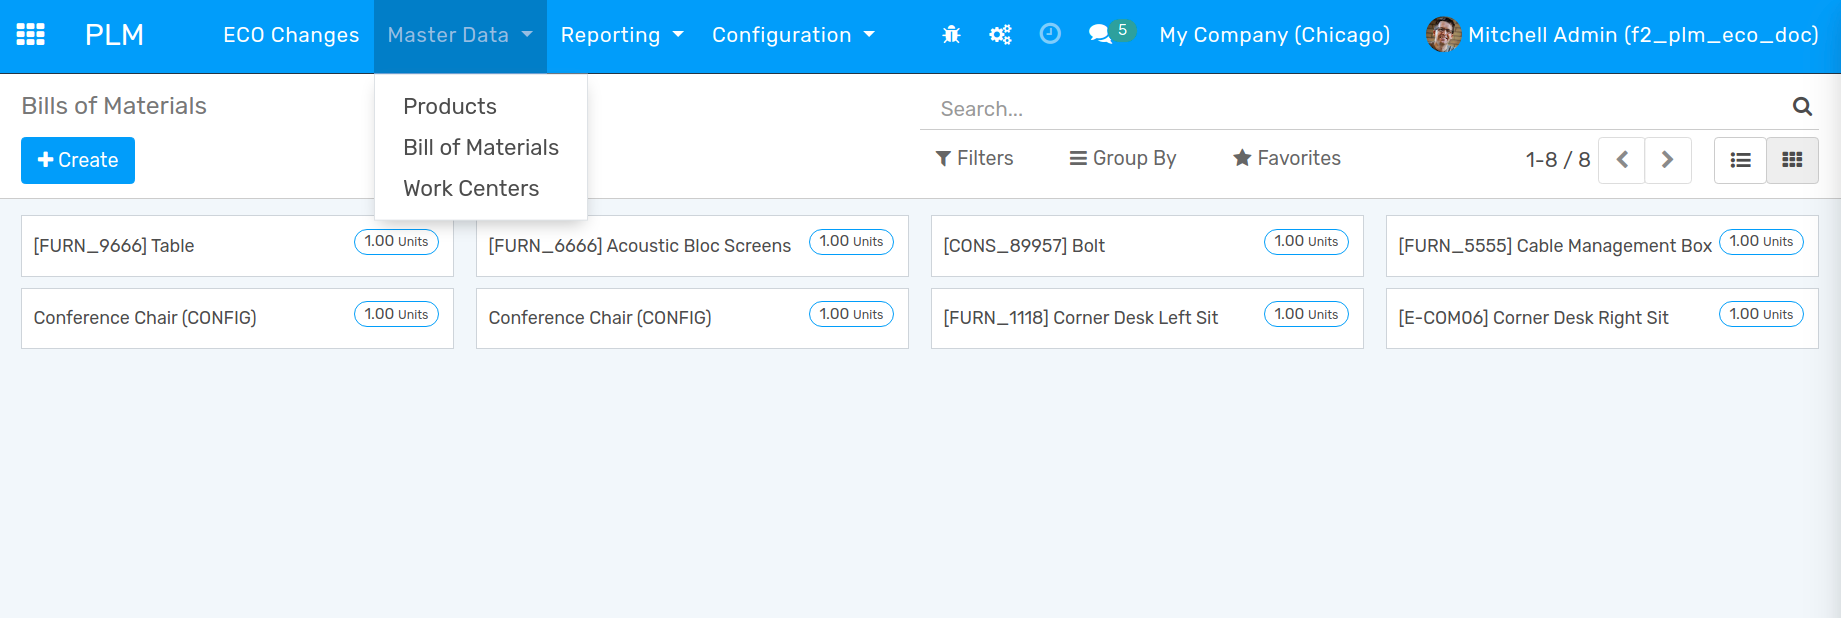 PLM ECO Changes Master Data Reporting Configuration 5 My Company (Chicago) Mitchell Admin (f2_plm_eco_doc)
Bills of Materials
Search...
Products
Bill of Materials
Work Centers
Create
Filters Group By Favorites 1-8 / 8
[FURN_9666] Table 1.00 Units
[FURN_6666] Acoustic Bloc Screens 1.00 Units
[CONS_89957] Bolt 1.00 Units
[FURN_5555] Cable Management Box 1.00 Units
Conference Chair (CONFIG) 1.00 Units
Conference Chair (CONFIG) 1.00 Units
[FURN_1118] Corner Desk Left Sit 1.00 Units
[E-COM06] Corner Desk Right Sit 1.00 Units